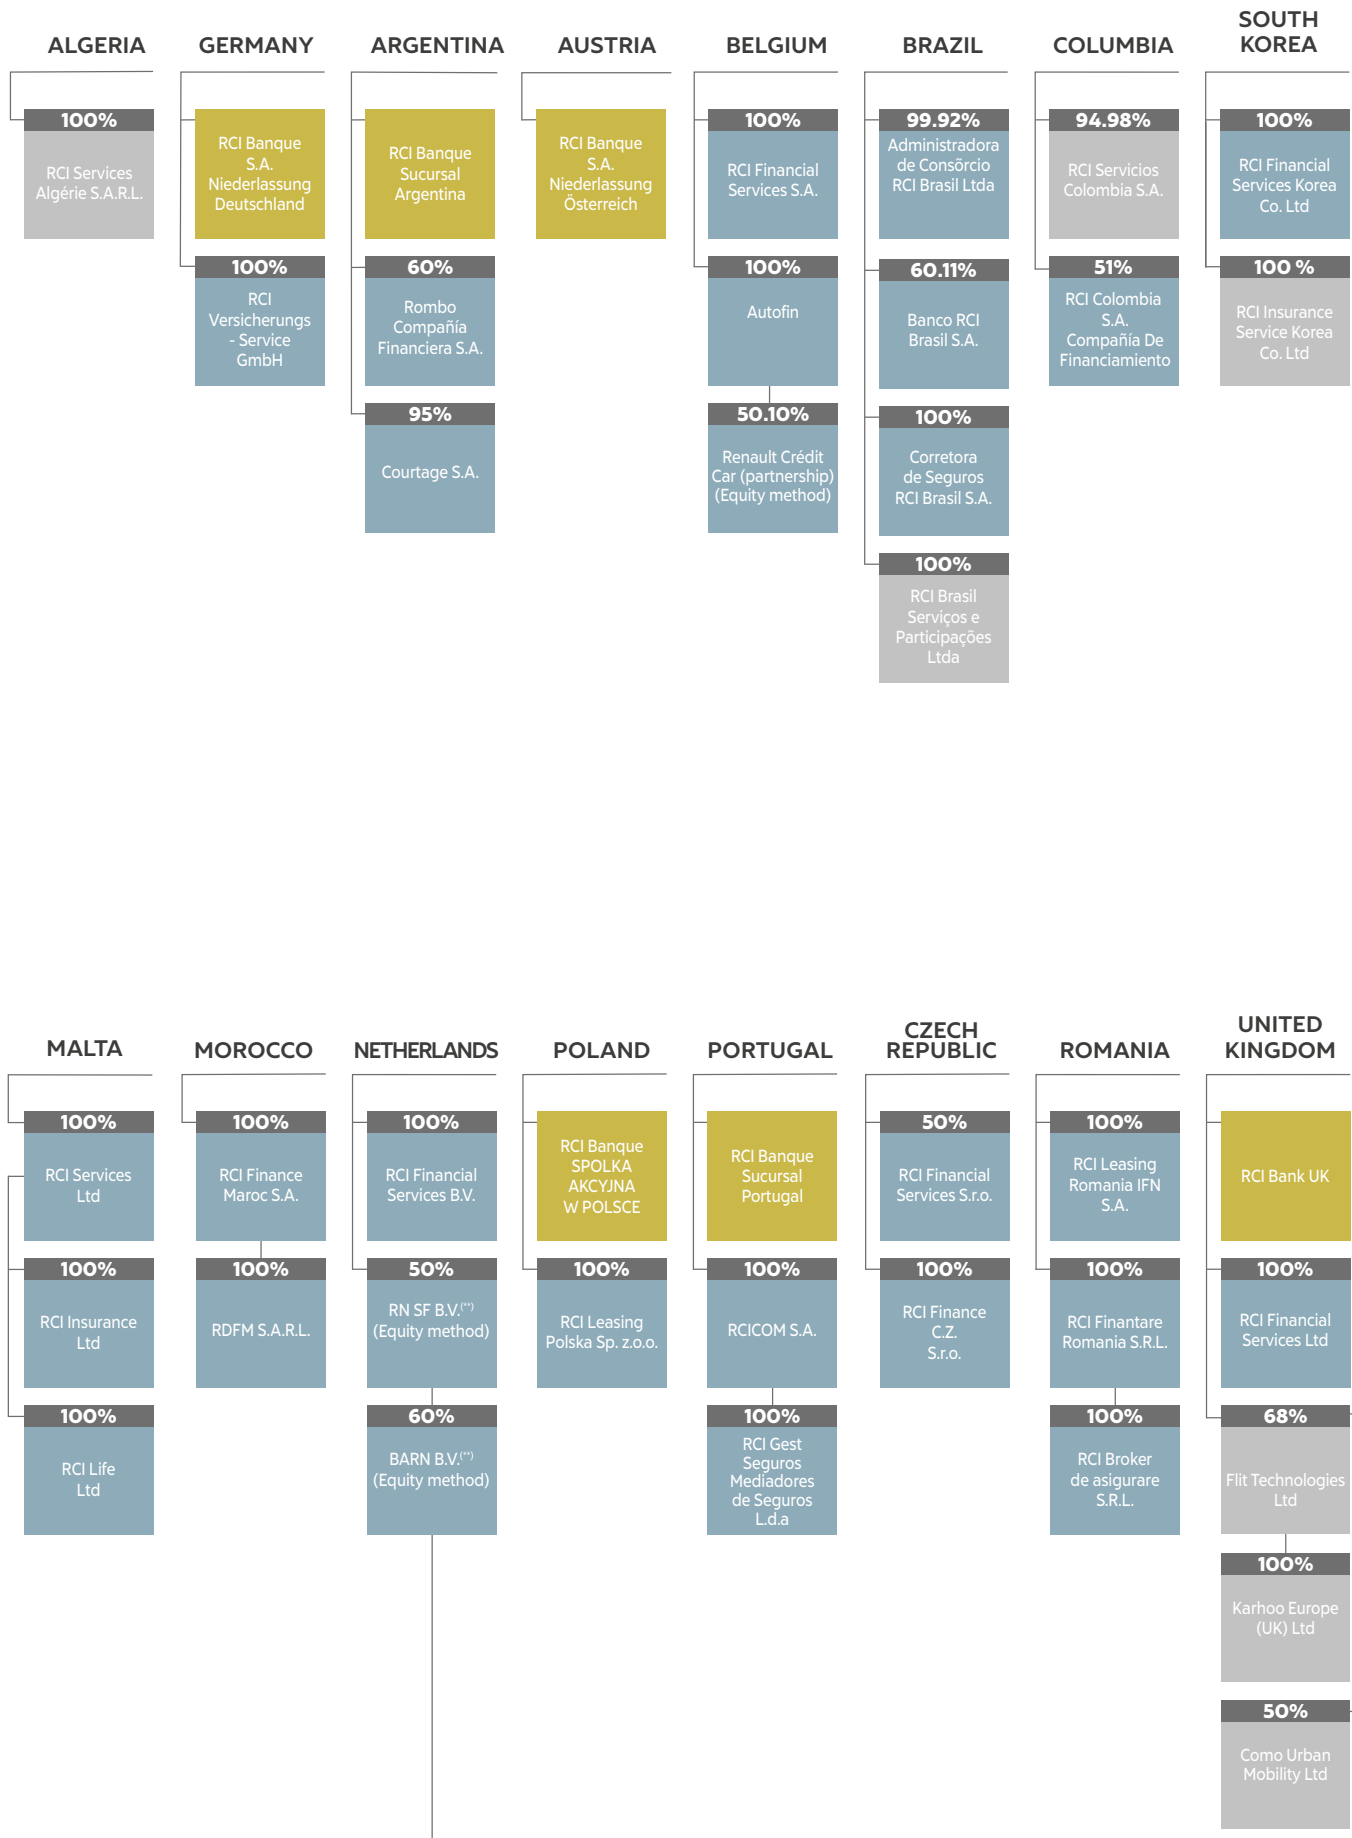 ALGERIA
100%
RCI Services
Algérie S.A.R.L.
GERMANY
RCI Banque
S.A.
Niederlassung
Deutschland
100%
RCI
Versicherungs
- Service
GmbH
ARGENTINA
RCI Banque
Sucursal
Argentina
60%
Rombo
Compañía
Financiera S.A.
95%
Courtage S.A.
AUSTRIA
RCI Banque
S.A.
Niederlassung
Österreich
BELGIUM
100%
RCI Financial
Services S.A.
100%
Autofin
50.10%
Renault Crédit
Car (partnership)
(Equity method)
BRAZIL
99.92%
Administradora
de Consõrcio
RCI Brasil Ltda
60.11%
Banco RCI
Brasil S.A.
100%
Corretora
de Seguros
RCI Brasil S.A.
100%
RCI Brasil
Serviços e
Participações
Ltda
COLUMBIA
94.98%
RCI Servicios
Colombia S.A.
51%
RCI Colombia
S.A.
Compañía De
Financiamiento
SOUTH
KOREA
100%
RCI Financial
Services Korea
Co. Ltd
100 %
RCI Insurance
Service Korea
Co. Ltd
MALTA
100%
RCI Services
Ltd
100%
RCI Insurance
Ltd
100%
RCI Life
Ltd
MOROCCO
100%
RCI Finance
Maroc S.A.
100%
RDFM S.A.R.L.
NETHERLANDS
100%
RCI Financial
Services B.V.
50%
RN SF B.V.(**)
(Equity method)
60%
BARN B.V.(**)
(Equity method)
POLAND
RCI Banque
SPOLKA
AKCYJNA
W POLSCE
100%
RCI Leasing
Polska Sp. z.o.o.
PORTUGAL
RCI Banque
Sucursal
Portugal
100%
RCICOM S.A.
100%
RCI Gest
Seguros
Mediadores
de Seguros
L.d.a
CZECH
REPUBLIC
50%
RCI Financial
Services S.r.o.
100%
RCI Finance
C.Z.
S.r.o.
ROMANIA
100%
RCI Leasing
Romania IFN
S.A.
100%
RCI Finantare
Romania S.R.L.
100%
RCI Broker
de asigurare
S.R.L.
UNITED
KINGDOM
RCI Bank UK
100%
RCI Financial
Services Ltd
68%
Flit Technologies
Ltd
100%
Karhoo Europe
(UK) Ltd
50%
Como Urban
Mobility Ltd